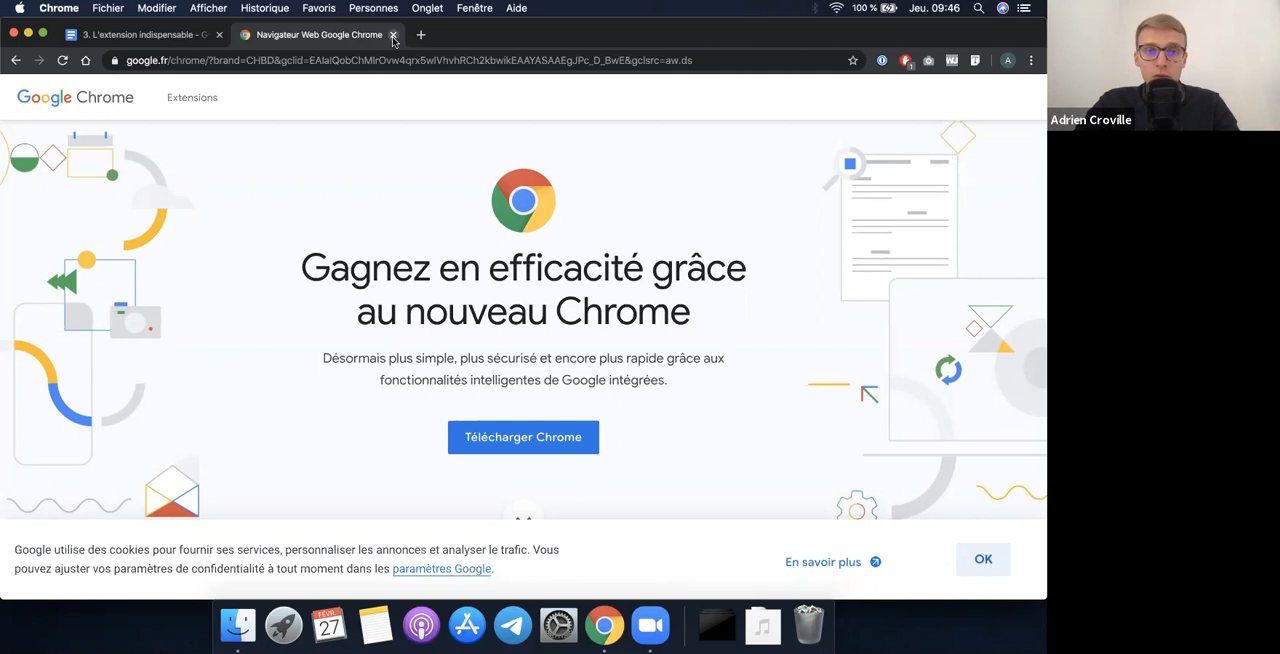 Chrome Fichier Modifier Afficher Historique Favoris Personnes Onglet Fenêtre Aide 100 % Jeu. 09:46
3. L'extension indispensable - G Navigateur Web Google Chrome
google.fr/chrome/?brand=CHBD&gclid=EAIaIQobChMIrOvw4qrx5wIVhvhRCh2kbwikEAAYASAAEgJPc_D_BwE&gclsrc=aw.ds
Google Chrome Extensions
Adrien Croville
Gagnez en efficacité grâce
au nouveau Chrome
Désormais plus simple, plus sécurisé et encore plus rapide grâce aux
fonctionnalités intelligentes de Google intégrées.
Télécharger Chrome
Google utilise des cookies pour fournir ses services, personnaliser les annonces et analyser le trafic. Vous
pouvez ajuster vos paramètres de confidentialité à tout moment dans les paramètres Google.
En savoir plus
OK
FÉVR.
27